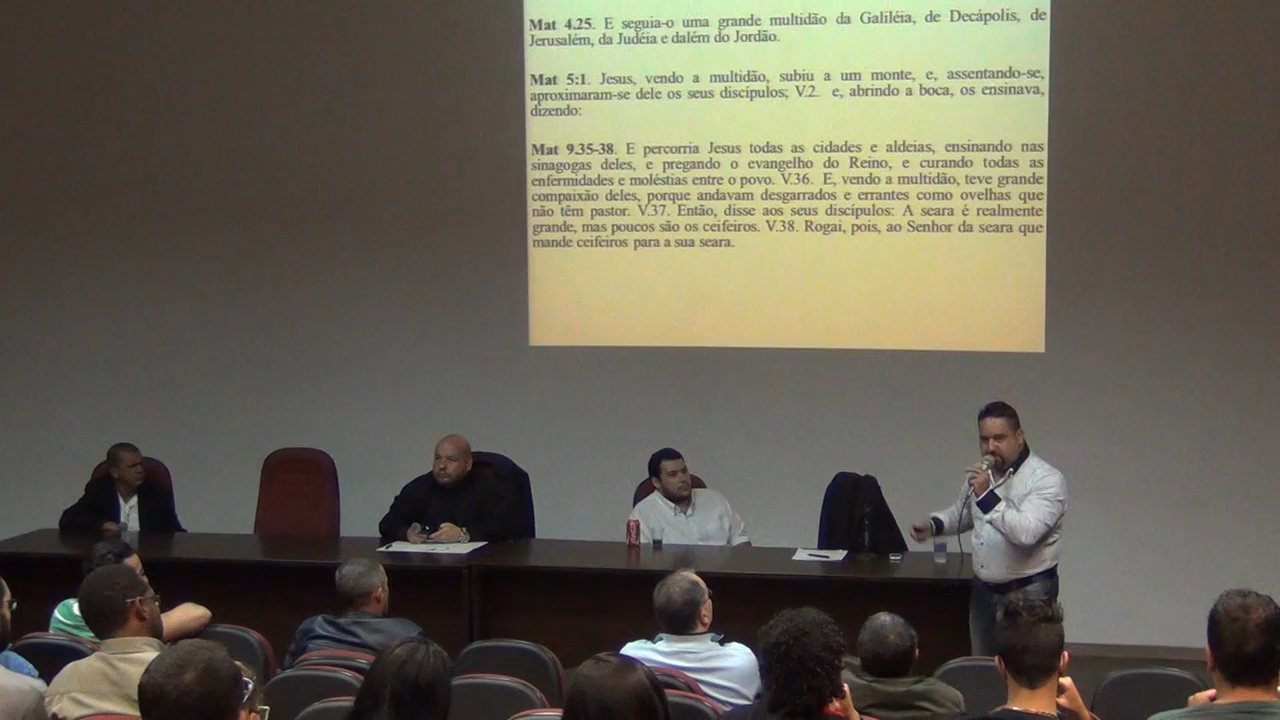 Mat 4.25. E seguia-o uma grande multidão da Galiléia, de Decápolis, de
Jerusalém, da Judéia e dalém do Jordão.
Mat 5:1. Jesus, vendo a multidão, subiu a um monte, e, assentando-se,
aproximaram-se dele os seus discípulos; V.2. e, abrindo a boca, os ensinava,
dizendo:
Mat 9.35-38. E percorria Jesus todas as cidades e aldeias, ensinando nas
sinagogas deles, e pregando o evangelho do Reino, e curando todas as
enfermidades e moléstias entre o povo. V.36. E, vendo a multidão, teve grande
compaixão deles, porque andavam desgarrados e errantes como ovelhas que
não têm pastor. V.37. Então, disse aos seus discípulos: A seara é realmente
grande, mas poucos são os ceifeiros. V.38. Rogai, pois, ao Senhor da seara que
mande ceifeiros para a sua seara.